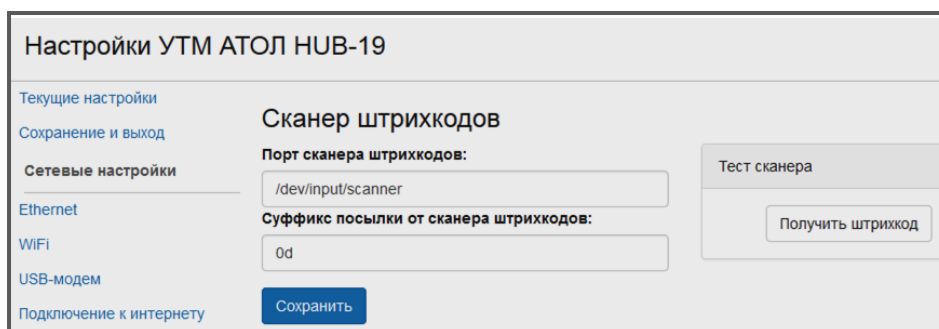 Настройки УТМ АТОЛ HUB-19
Текущие настройки
Сохранение и выход
Сетевые настройки
Ethernet
WiFi
USB-модем
Подключение к интернету
Сканер штрихкодов
Порт сканера штрихкодов:
/dev/input/scanner
Суффикс посылки от сканера штрихкодов:
0d
Сохранить
Тест сканера
Получить штрихкод